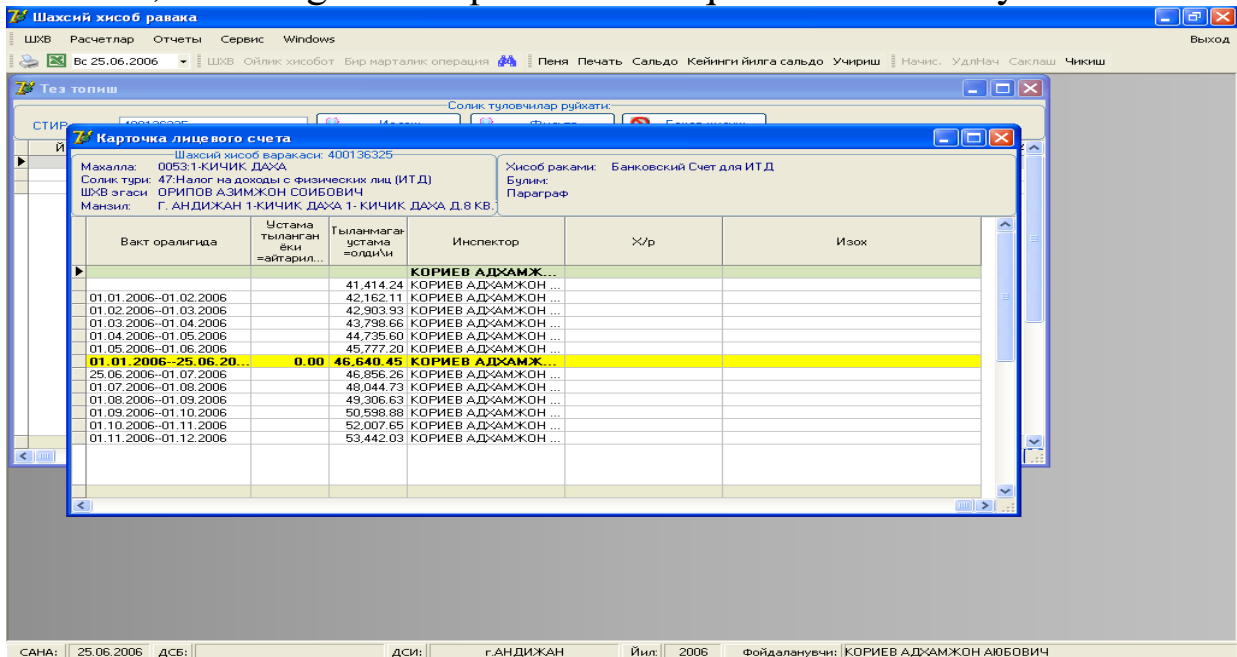 Шахсий хисоб равака
ШХВ Расчетлар Отчеты Сервис Windows Выход
Вс 25.06.2006 ШХВ Ойлик хисобот Бир марталик операция Пеня Печать Сальдо Кейинги йилга сальдо Учириш Начис. УдлНач Саклаш Чикиш
Тез топиш
Солик туловчилар руйхати:
СТИР
Карточка лицевого счета
Шахсий хисоб варакаси: 400136325
Махалла: 0053:1-КИЧИК ДАХА
Хисоб раками: Банковский Счет для ИТД
Солик тури: 47:Налог на доходы с физических лиц (ИТД)
Булим:
ШХВ эгаси ОРИПОВ АЗИМЖОН СОИБОВИЧ
Параграф
Манзил: Г. АНДИЖАН 1-КИЧИК ДАХА 1- КИЧИК ДАХА Д.8 КВ.
Вакт оралигида Устама тыланган ёки =айтарил... Тыланмаган устама =олди\и Инспектор Х/р Изох
КОРИЕВ АДХАМЖ...
41,414.24 КОРИЕВ АДХАМЖОН ...
01.01.2006--01.02.2006 42,162.11 КОРИЕВ АДХАМЖОН ...
01.02.2006--01.03.2006 42,903.93 КОРИЕВ АДХАМЖОН ...
01.03.2006--01.04.2006 43,798.66 КОРИЕВ АДХАМЖОН ...
01.04.2006--01.05.2006 44,735.60 КОРИЕВ АДХАМЖОН ...
01.05.2006--01.06.2006 45,777.20 КОРИЕВ АДХАМЖОН ...
01.01.2006--25.06.20... 0.00 46,640.45 КОРИЕВ АДХАМЖ...
25.06.2006--01.07.2006 46,856.26 КОРИЕВ АДХАМЖОН ...
01.07.2006--01.08.2006 48,044.73 КОРИЕВ АДХАМЖОН ...
01.08.2006--01.09.2006 49,306.63 КОРИЕВ АДХАМЖОН ...
01.09.2006--01.10.2006 50,598.88 КОРИЕВ АДХАМЖОН ...
01.10.2006--01.11.2006 52,007.65 КОРИЕВ АДХАМЖОН ...
01.11.2006--01.12.2006 53,442.03 КОРИЕВ АДХАМЖОН ...
САНА: 25.06.2006 ДСБ: ДСИ: г.АНДИЖАН Йил: 2006 Фойдаланувчи: КОРИЕВ АДХАМЖОН АЮБОВИЧ